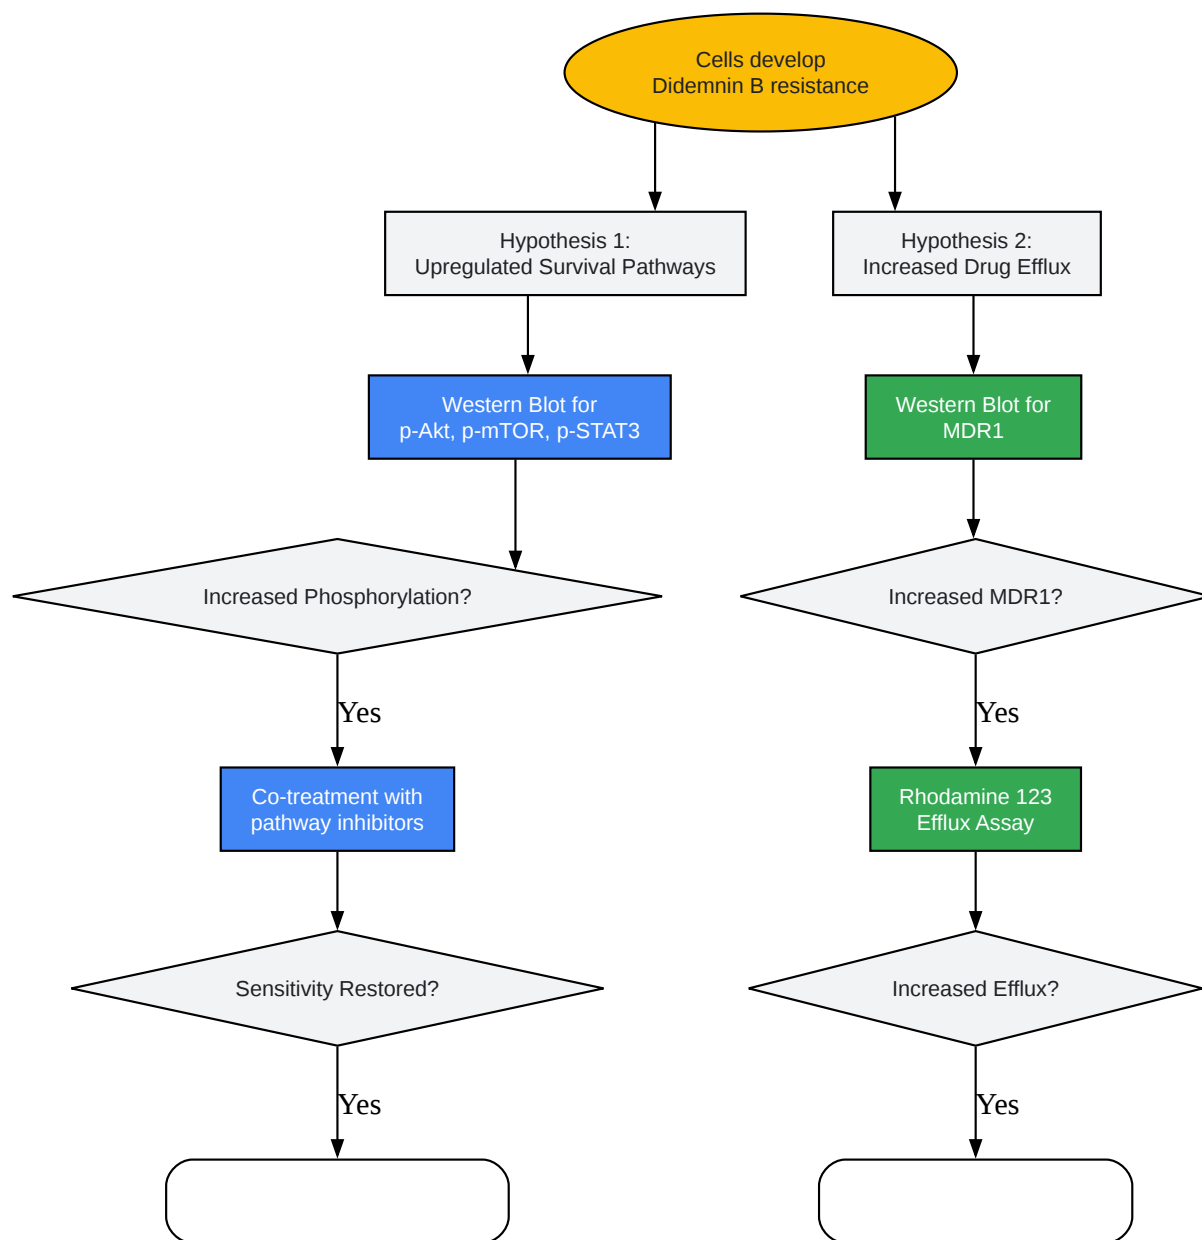 Cells develop
Didemnin B resistance
Hypothesis 1:
Upregulated Survival Pathways
Hypothesis 2:
Increased Drug Efflux
Western Blot for
p-Akt, p-mTOR, p-STAT3
Western Blot for
MDR1
Increased Phosphorylation?
Increased MDR1?
Yes
Yes
Co-treatment with
pathway inhibitors
Rhodamine 123
Efflux Assay
Sensitivity Restored?
Increased Efflux?
Yes
Yes